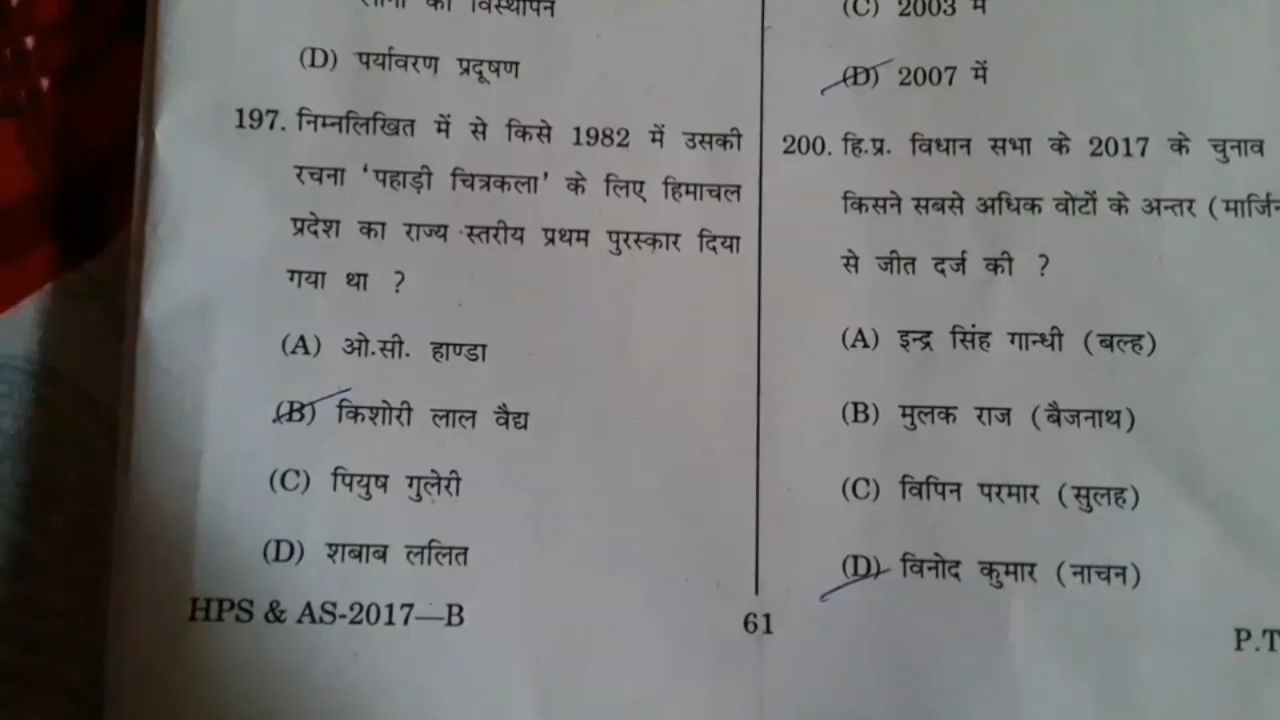 का विस्थापन
(D) पर्यावरण प्रदूषण
197. निम्नलिखित में से किसे 1982 में उसकी
रचना ‘पहाड़ी चित्रकला’ के लिए हिमाचल
प्रदेश का राज्य स्तरीय प्रथम पुरस्कार दिया
गया था ?
(A) ओ.सी. हाण्डा
(B) किशोरी लाल वैद्य
(C) पियुष गुलेरी
(D) शबाब ललित
HPS & AS-2017—B
(C) 2003 में
(D) 2007 में
200. हि.प्र. विधान सभा के 2017 के चुनाव
किसने सबसे अधिक वोटों के अन्तर (मार्जिन
से जीत दर्ज की ?
(A) इन्द्र सिंह गान्धी (बल्ह)
(B) मुलक राज (बैजनाथ)
(C) विपिन परमार (सुलह)
(D) विनोद कुमार (नाचन)
61
P.T